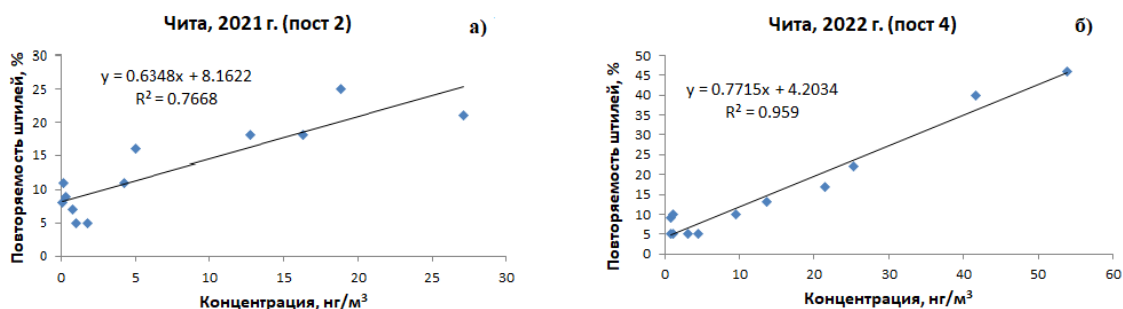 Чита, 2021 г. (пост 2)
а)
Повторяемость штилей, %
30
25
20
15
10
5
0
y = 0.6348x + 8.1622
R² = 0.7668
0 5 10 15 20 25 30
Концентрация, нг/м³
Чита, 2022 г. (пост 4)
б)
Повторяемость штилей, %
50
45
40
35
30
25
20
15
10
5
0
y = 0.7715x + 4.2034
R² = 0.959
0 10 20 30 40 50 60
Концентрация, нг/м³